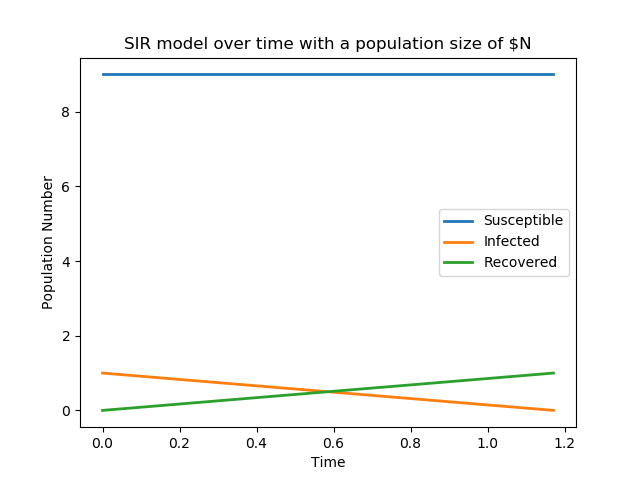 SIR model over time with a population size of $N
Population Number
8
6
4
2
0
Susceptible
Infected
Recovered
0.0 0.2 0.4 0.6 0.8 1.0 1.2
Time